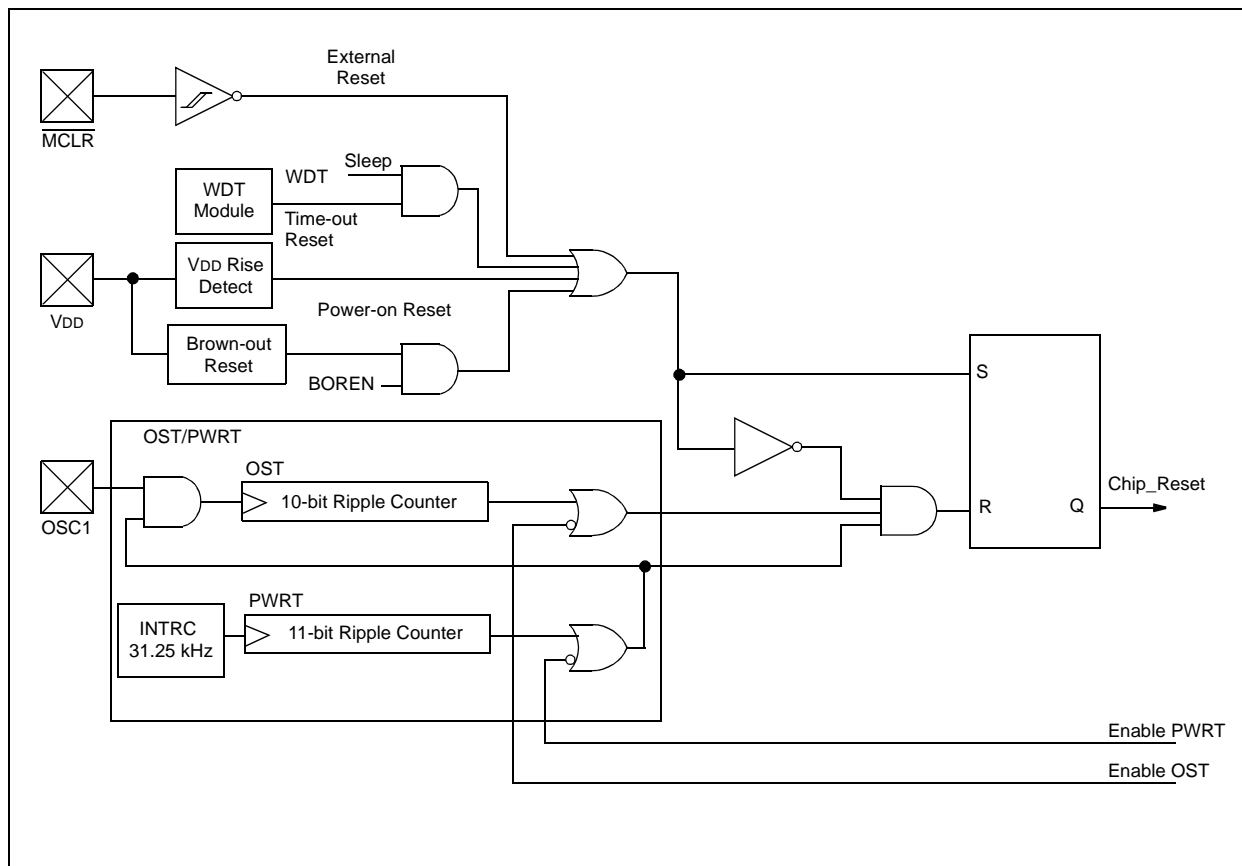 External
Reset
MCLR
Sleep
WDT
WDT
Module
Time-out
Reset
VDD Rise
Detect
VDD
Power-on Reset
Brown-out
Reset
BOREN
S
OST/PWRT
OST
10-bit Ripple Counter
OSC1
Chip_Reset
R
Q
PWRT
INTRC
31.25 kHz
11-bit Ripple Counter
Enable PWRT
Enable OST